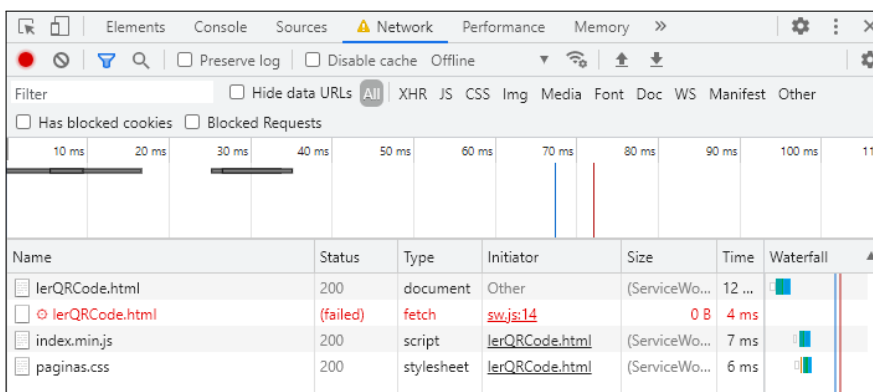 Elements Console Sources Network Performance Memory »
Preserve log Disable cache Offline
Filter Hide data URLs All XHR JS CSS Img Media Font Doc WS Manifest Other
Has blocked cookies Blocked Requests
10 ms 20 ms 30 ms 40 ms 50 ms 60 ms 70 ms 80 ms 90 ms 100 ms 11
Name Status Type Initiator Size Time Waterfall
lerQRCode.html 200 document Other (ServiceWo... 12 ...
lerQRCode.html (failed) fetch sw.js:14 0 B 4 ms
index.min.js 200 script lerQRCode.html (ServiceWo... 7 ms
paginas.css 200 stylesheet lerQRCode.html (ServiceWo... 6 ms